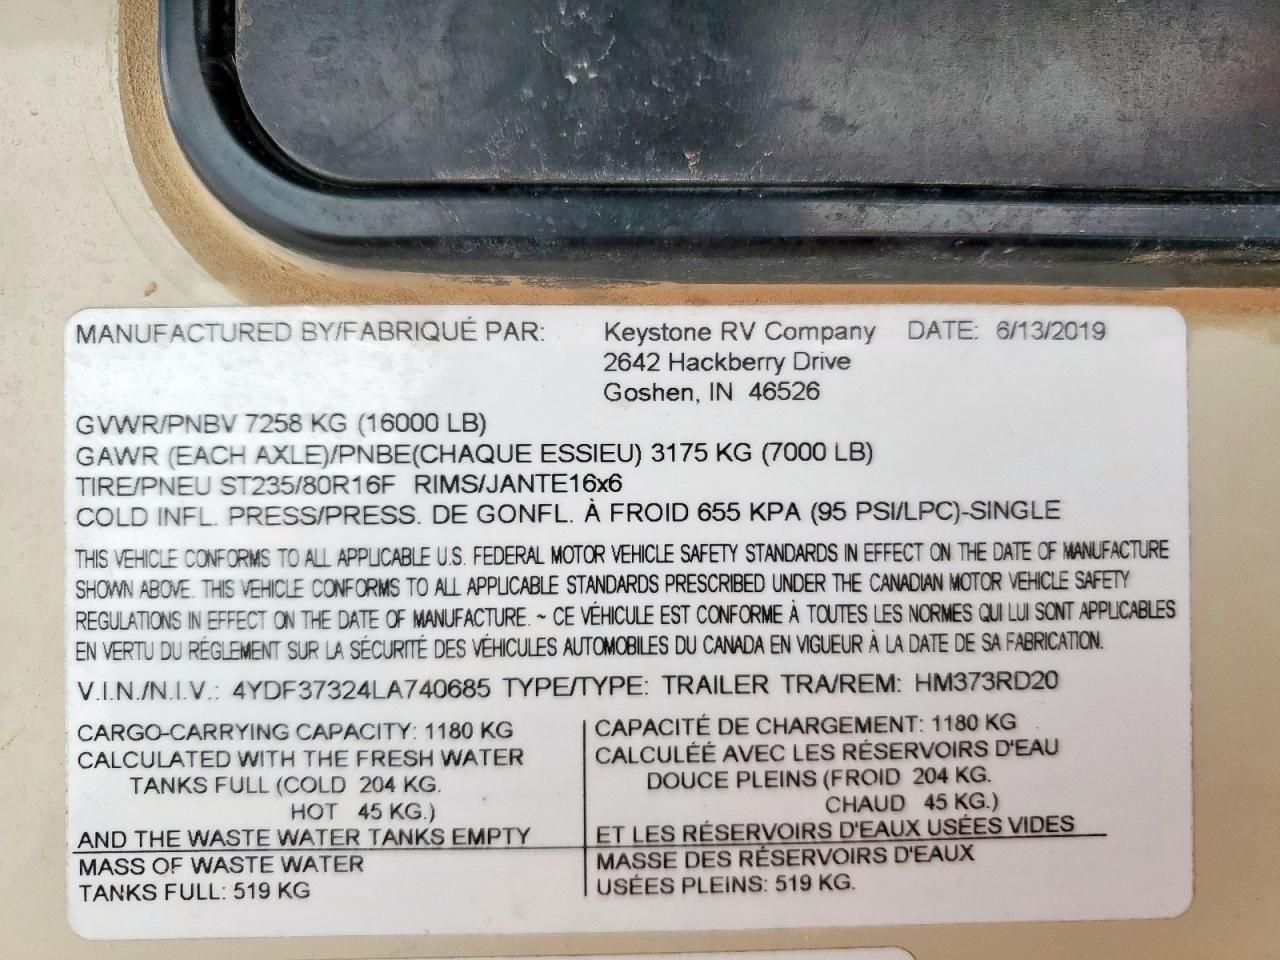 MANUFACTURED BY/FABRIQUÉ PAR: Keystone RV Company DATE: 6/13/2019
2642 Hackberry Drive
Goshen, IN 46526
GVWR/PNBV 7258 KG (16000 LB)
GAWR (EACH AXLE)/PNBE(CHAQUE ESSIEU) 3175 KG (7000 LB)
TIRE/PNEU ST235/80R16F RIMS/JANTE16x6
COLD INFL. PRESS/PRESS. DE GONFL. À FROID 655 KPA (95 PSI/LPC)-SINGLE
THIS VEHICLE CONFORMS TO ALL APPLICABLE U.S. FEDERAL MOTOR VEHICLE SAFETY STANDARDS IN EFFECT ON THE DATE OF MANUFACTURE
SHOWN ABOVE. THIS VEHICLE CONFORMS TO ALL APPLICABLE STANDARDS PRESCRIBED UNDER THE CANADIAN MOTOR VEHICLE SAFETY
REGULATIONS IN EFFECT ON THE DATE OF MANUFACTURE. ~ CE VÉHICULE EST CONFORME À TOUTES LES NORMES QUI LUI SONT APPLICABLES
EN VERTU DU RÉGLEMENT SUR LA SÉCURITÉ DES VÉHICULES AUTOMOBILES DU CANADA EN VIGUEUR À LA DATE DE SA FABRICATION.
V.I.N./N.I.V.: 4YDF37324LA740685 TYPE/TYPE: TRAILER TRA/REM: HM373RD20
CARGO-CARRYING CAPACITY: 1180 KG
CALCULATED WITH THE FRESH WATER
TANKS FULL (COLD 204 KG.
HOT 45 KG.)
AND THE WASTE WATER TANKS EMPTY
MASS OF WASTE WATER
TANKS FULL: 519 KG
CAPACITÉ DE CHARGEMENT: 1180 KG
CALCULÉÉ AVEC LES RÉSERVOIRS D'EAU
DOUCE PLEINS (FROID 204 KG.
CHAUD 45 KG.)
ET LES RÉSERVOIRS D'EAUX USÉES VIDES
MASSE DES RÉSERVOIRS D'EAUX
USÉES PLEINS: 519 KG.